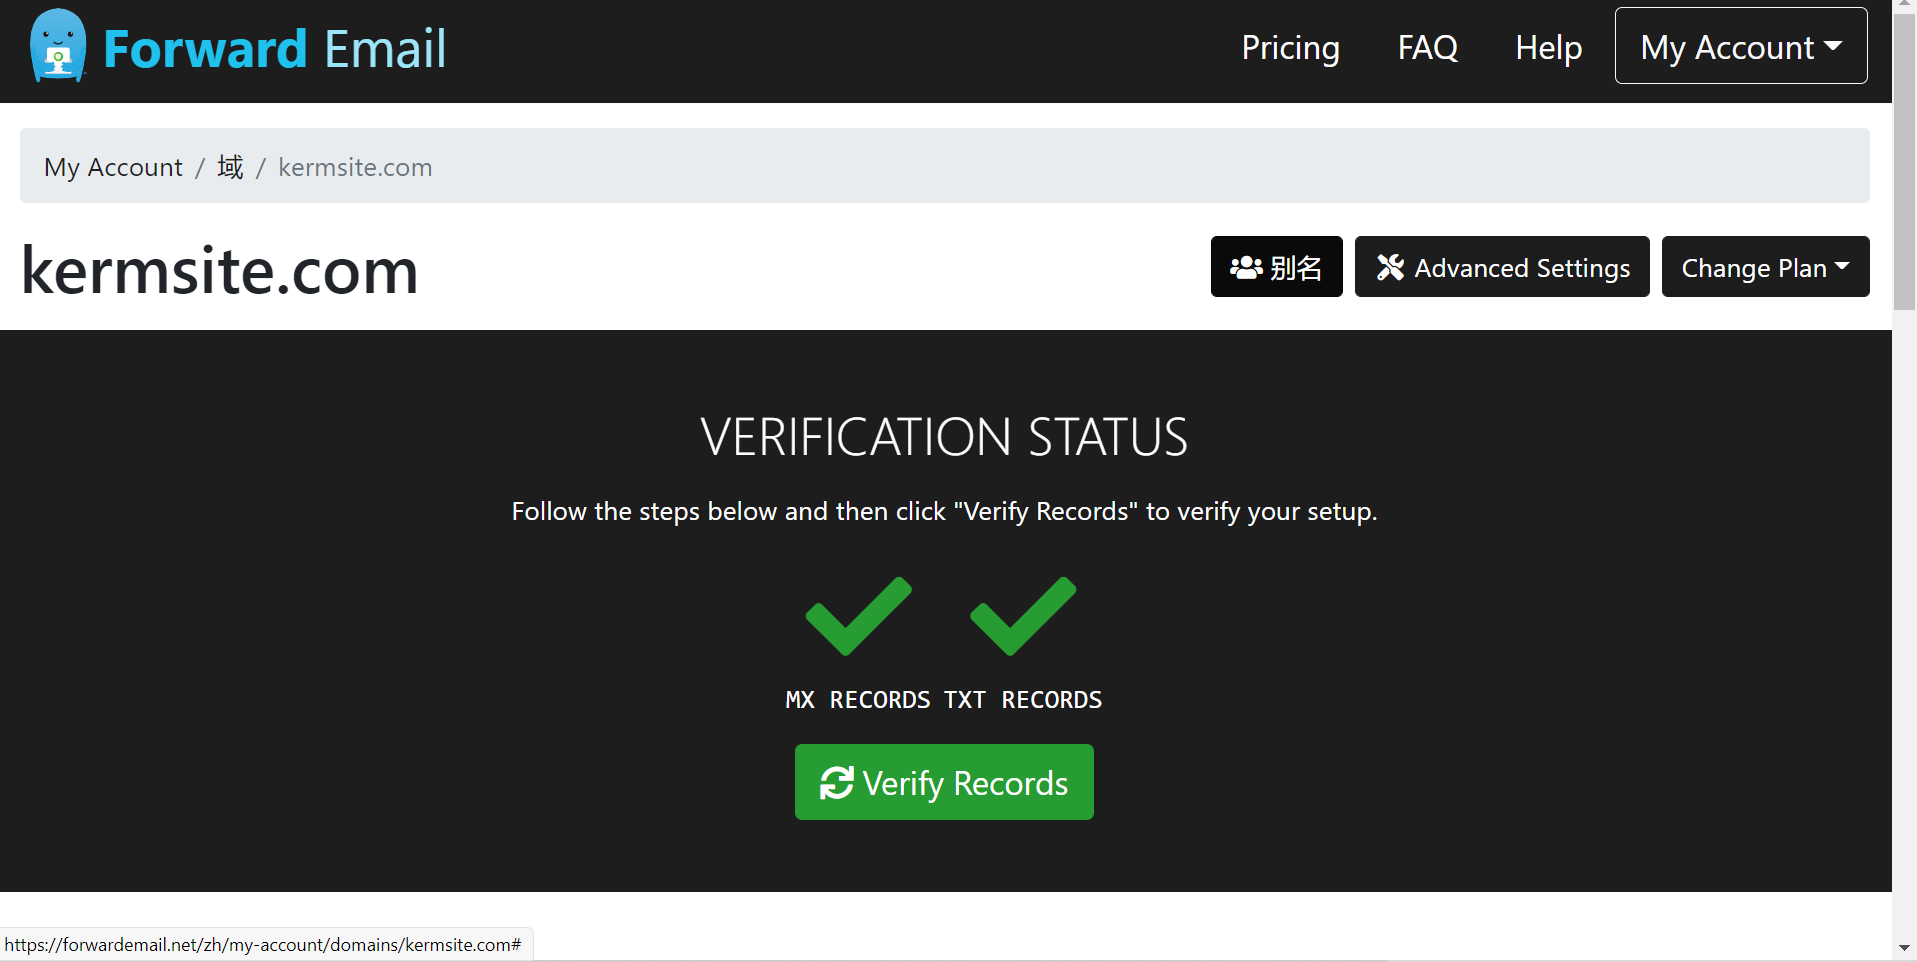 Forward Email
Pricing
FAQ
Help
My Account
My Account / 域 / kermsite.com
kermsite.com
别名
Advanced Settings
Change Plan
VERIFICATION STATUS
Follow the steps below and then click "Verify Records" to verify your setup.
MX RECORDS
TXT RECORDS
Verify Records
https://forwardemail.net/zh/my-account/domains/kermsite.com#